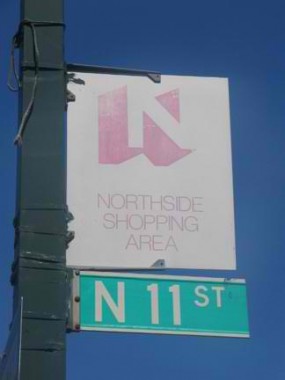 N
NORTHSIDE
SHOPPING
AREA
N 11 ST